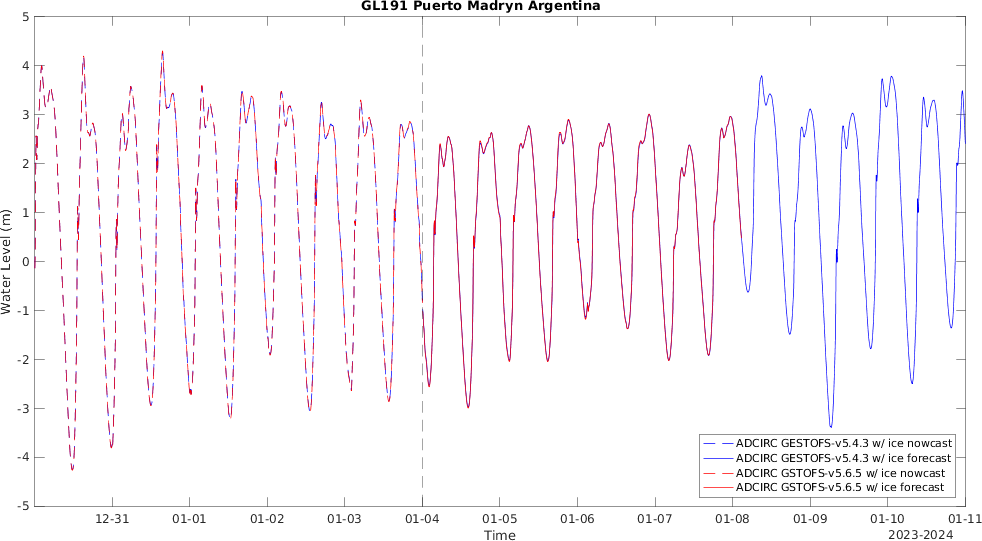 GL191 Puerto Madryn Argentina
5
4
3
2
1
0
-1
-2
-3
-4
-5
Water Level (m)
ADCIRC GESTOFS-v5.4.3 w/ ice nowcast
ADCIRC GESTOFS-v5.4.3 w/ ice forecast
ADCIRC GSTOFS-v5.6.5 w/ ice nowcast
ADCIRC GSTOFS-v5.6.5 w/ ice forecast
12-31 01-01 01-02 01-03 01-04 01-05 01-06 01-07 01-08 01-09 01-10 01-11
Time
2023-2024